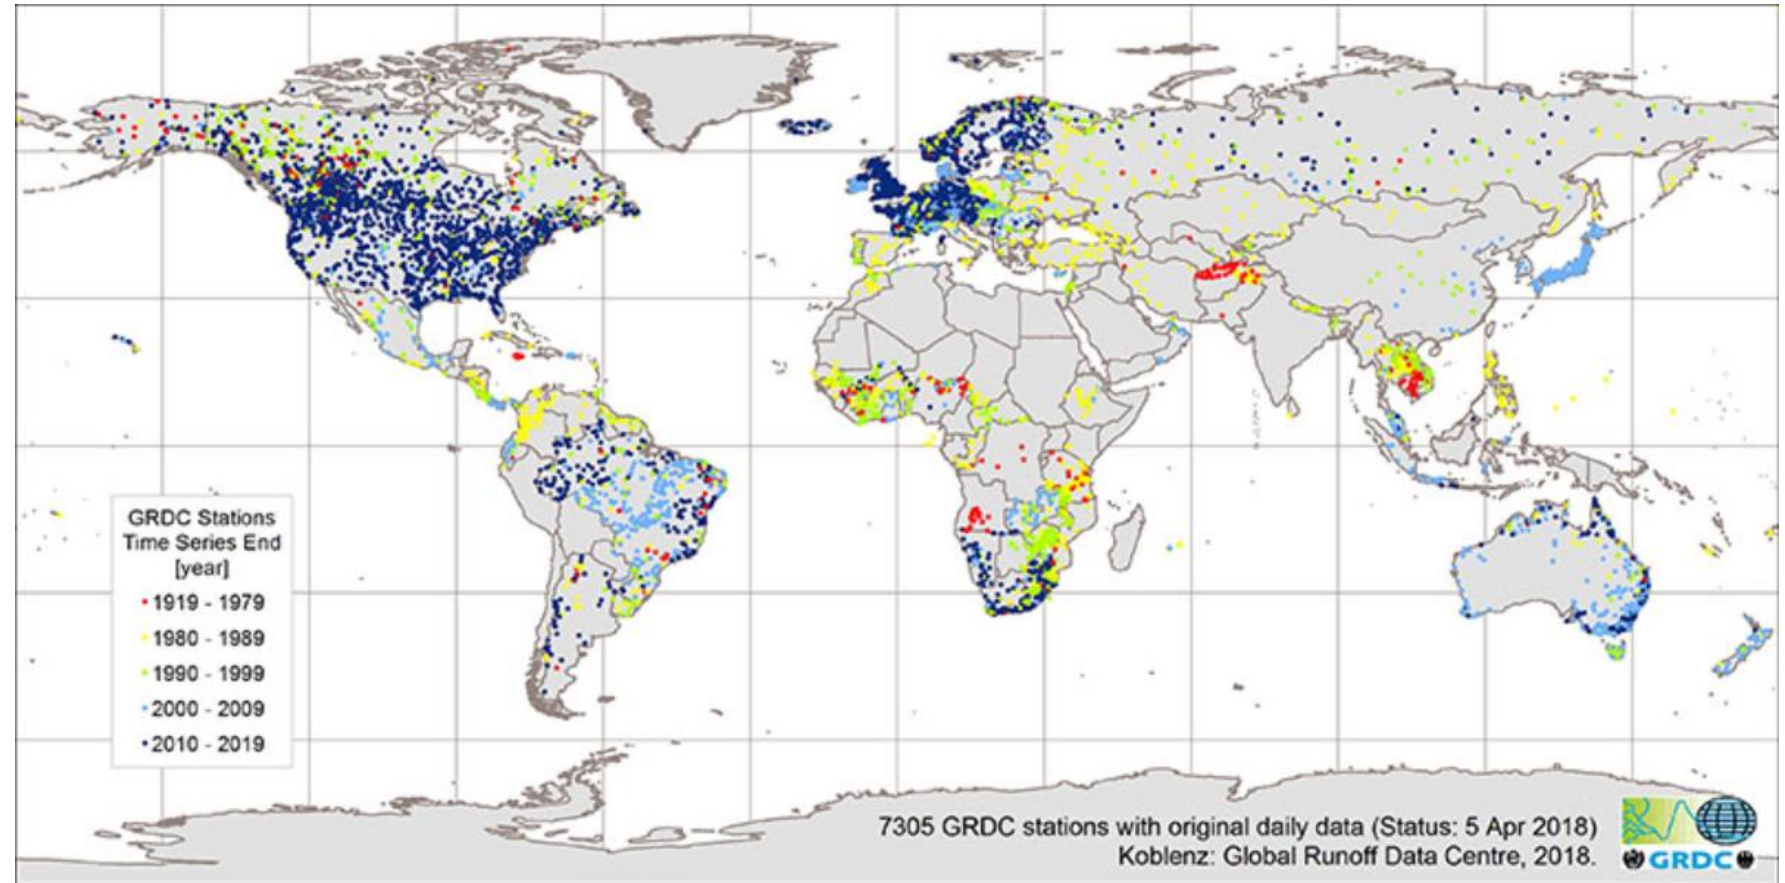 GRDC Stations
Time Series End
[year]
1919 - 1979
1980 - 1989
1990 - 1999
2000 - 2009
2010 - 2019
7305 GRDC stations with original daily data (Status: 5 Apr 2018)
Koblenz: Global Runoff Data Centre, 2018.
GRDC